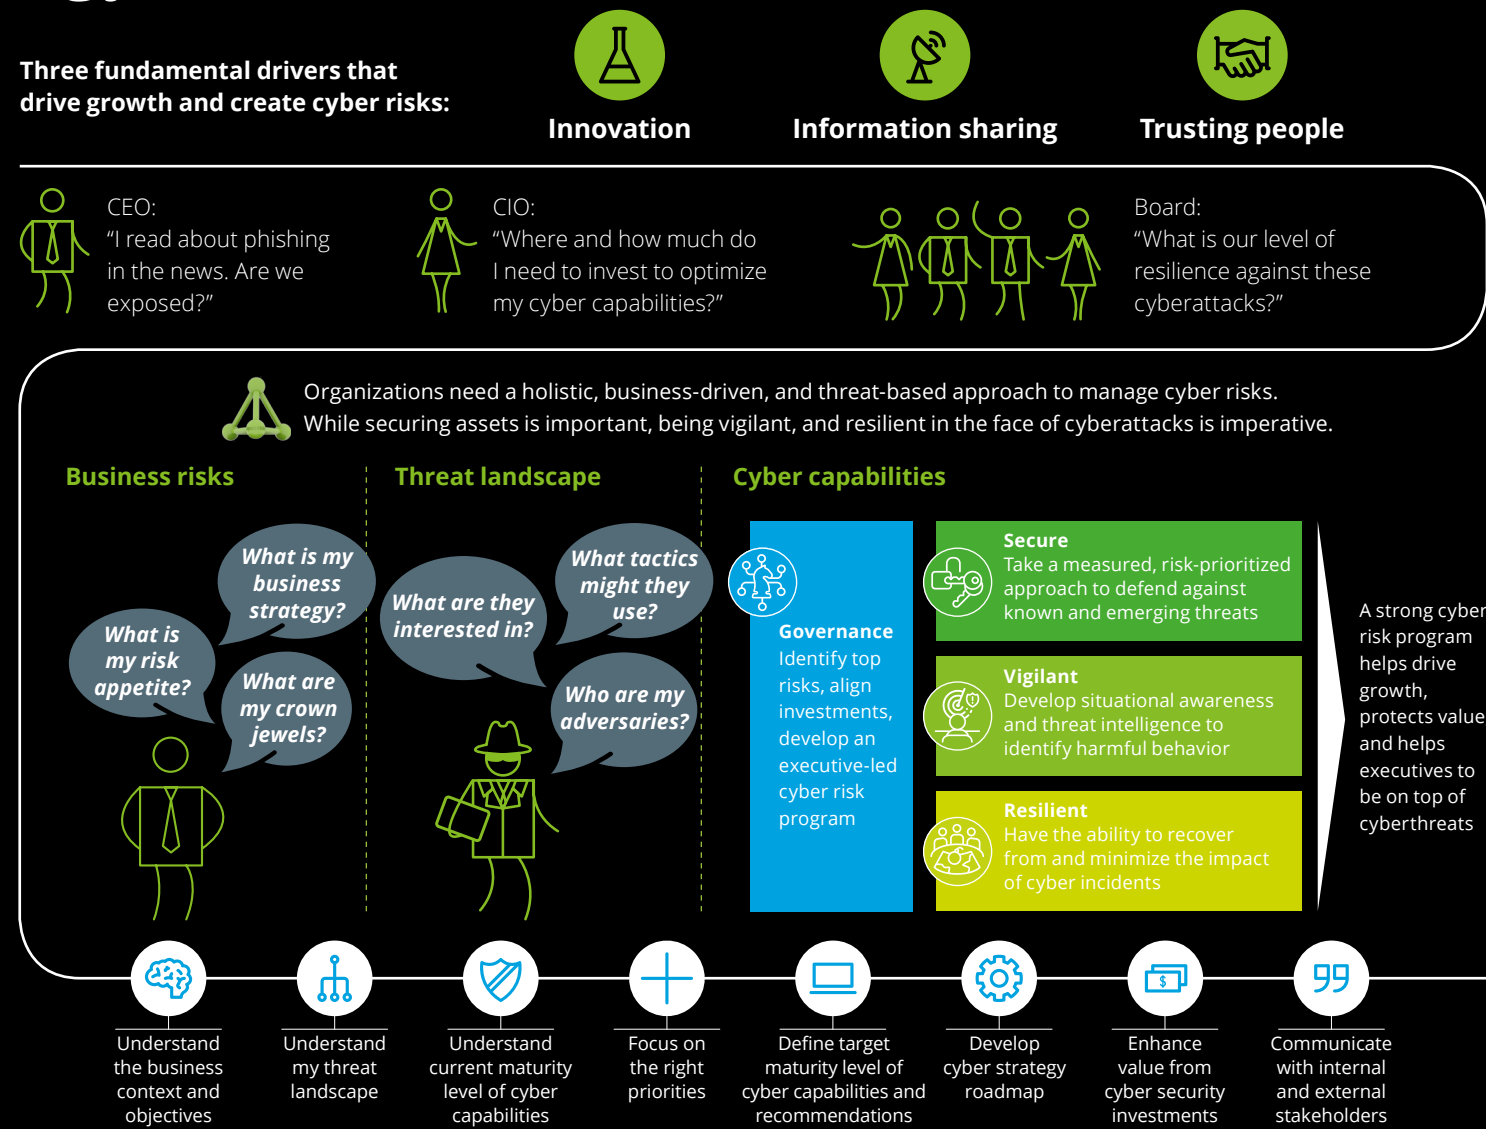 Three fundamental drivers that
drive growth and create cyber risks:
Innovation
Information sharing
Trusting people
CEO:
“I read about phishing
in the news. Are we
exposed?”
CIO:
“Where and how much do
I need to invest to optimize
my cyber capabilities?”
Board:
“What is our level of
resilience against these
cyberattacks?”
Organizations need a holistic, business-driven, and threat-based approach to manage cyber risks.
While securing assets is important, being vigilant, and resilient in the face of cyberattacks is imperative.
Business risks
What is my
business
strategy?
What is
my risk
appetite?
What are
my crown
jewels?
Threat landscape
What tactics
might they
use?
What are they
interested in?
Who are my
adversaries?
Cyber capabilities
Governance
Identify top
risks, align
investments,
develop an
executive-led
cyber risk
program
Secure
Take a measured, risk-prioritized
approach to defend against
known and emerging threats
Vigilant
Develop situational awareness
and threat intelligence to
identify harmful behavior
Resilient
Have the ability to recover
from and minimize the impact
of cyber incidents
A strong cyber
risk program
helps drive
growth,
protects value
and helps
executives to
be on top of
cyberthreats
Understand
the business
context and
objectives
Understand
my threat
landscape
Understand
current maturity
level of cyber
capabilities
Focus on
the right
priorities
Define target
maturity level of
cyber capabilities and
recommendations
Develop
cyber strategy
roadmap
$
Enhance
value from
cyber security
investments
Communicate
with internal
and external
stakeholders